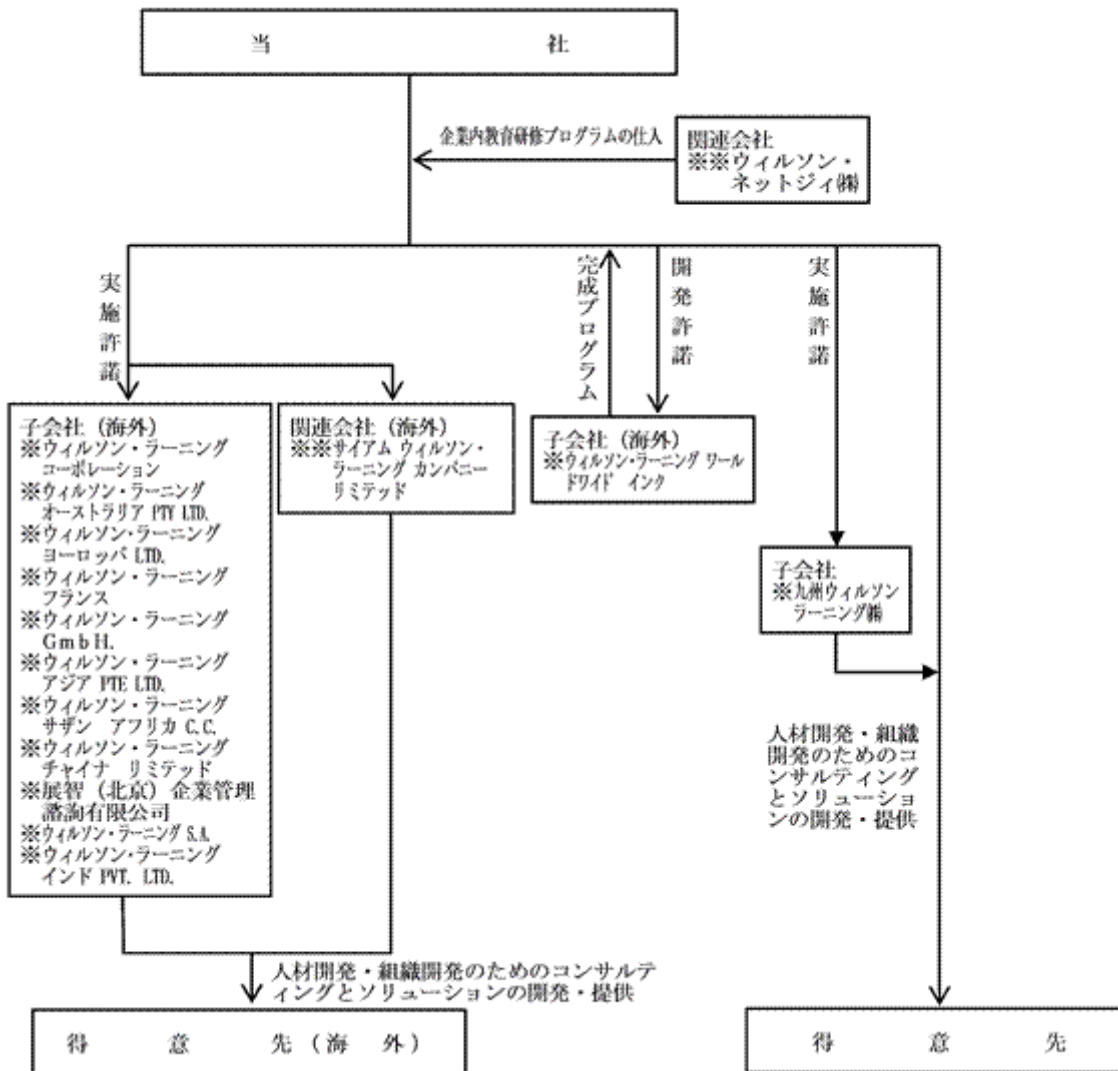 当社
企業内教育研修プログラムの仕入
関連会社
※※ウィルソン・
ネットジィ㈱
実施許諾
完成プログラム
開発許諾
実施許諾
子会社（海外）
※ウィルソン・ラーニング
コーポレーション
※ウィルソン・ラーニング
オーストラリア PTY LTD.
※ウィルソン・ラーニング
ヨーロッパ LTD.
※ウィルソン・ラーニング
フランス
※ウィルソン・ラーニング
GmbH.
※ウィルソン・ラーニング
アジア PTE LTD.
※ウィルソン・ラーニング
サザン アフリカ C.C.
※ウィルソン・ラーニング
チャイナ リミテッド
※展智（北京）企業管理
諮詢有限公司
※ウィルソン・ラーニング S.A.
※ウィルソン・ラーニング
インド PVT. LTD.
関連会社（海外）
※※サイアム ウィルソン・
ラーニング カンパニー
リミテッド
子会社（海外）
※ウィルソン・ラーニング ワール
ドワイド インク
子会社
※九州ウィルソン
ラーニング㈱
人材開発・組織
開発のためのコ
ンサルティング
とソリューショ
ンの開発・提供
人材開発・組織開発のためのコンサルテ
ィングとソリューションの開発・提供
得意先（海外）
得意先